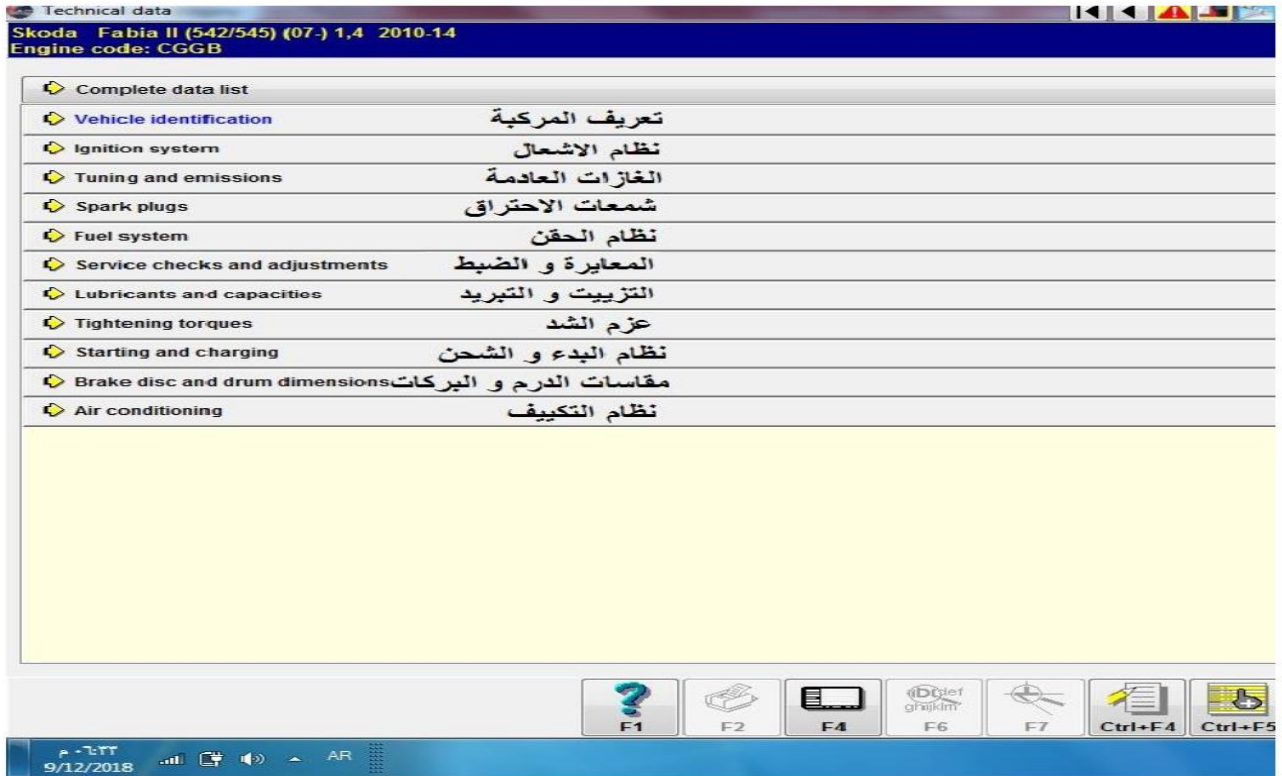 Technical data
Skoda Fabia II (542/545) (07-) 1,4 2010-14
Engine code: CGGB
Complete data list
Vehicle identification تعريف المركبة
Ignition system نظام الاشعال
Tuning and emissions الغازات العادمة
Spark plugs شمعات الاحتراق
Fuel system نظام الحقن
Service checks and adjustments المعايرة و الضبط
Lubricants and capacities التزييت و التبريد
Tightening torques عزم الشد
Starting and charging نظام البدء و الشحن
Brake disc and drum dimensions مقاسات الدرم و البركات
Air conditioning نظام التكييف
F1 F2 F4 F6 F7 Ctrl+F4 Ctrl+F5
٠٦:٣٣ م
9/12/2018 AR